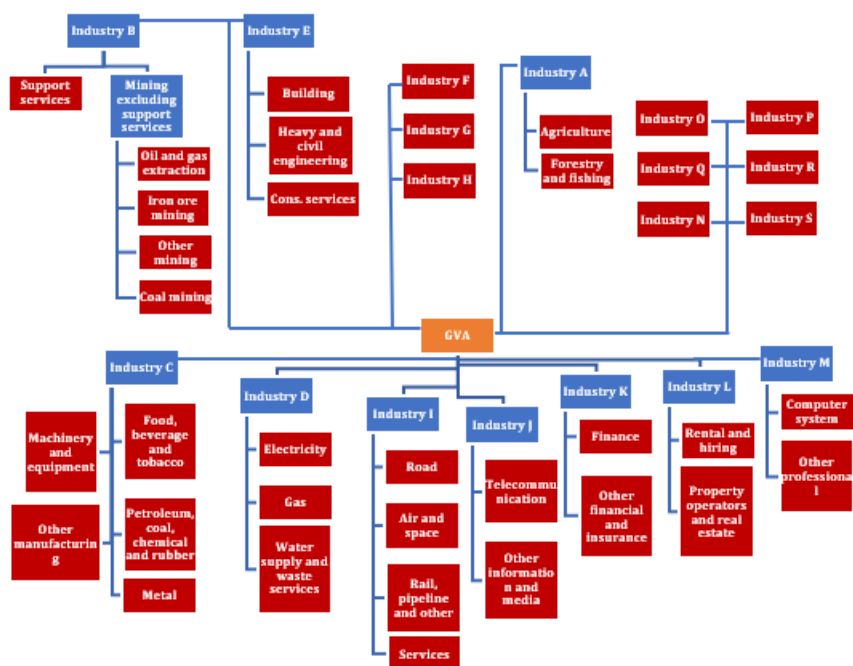 Industry B
Industry E
Support
services
Mining
excluding
support
services
Oil and gas
extraction
Iron ore
mining
Other
mining
Coal mining
Building
Heavy and
civil
engineering
Cons. services
Industry F
Industry G
Industry H
Industry A
Agriculture
Forestry
and fishing
Industry O
Industry P
Industry Q
Industry R
Industry N
Industry S
GVA
Industry C
Machinery
and
equipment
Food,
beverage
and
tobacco
Other
manufacturin
g
Petroleum,
coal,
chemical
and rubber
Metal
Industry D
Electricity
Gas
Water
supply and
waste
services
Industry I
Road
Air and
space
Rail,
pipeline
and other
Services
Industry J
Telecommu
nication
Other
informatio
n and
media
Industry K
Finance
Other
financial
and
insurance
Industry L
Rental and
hiring
Property
operators
and real
estate
Industry M
Computer
system
Other
professiona
l